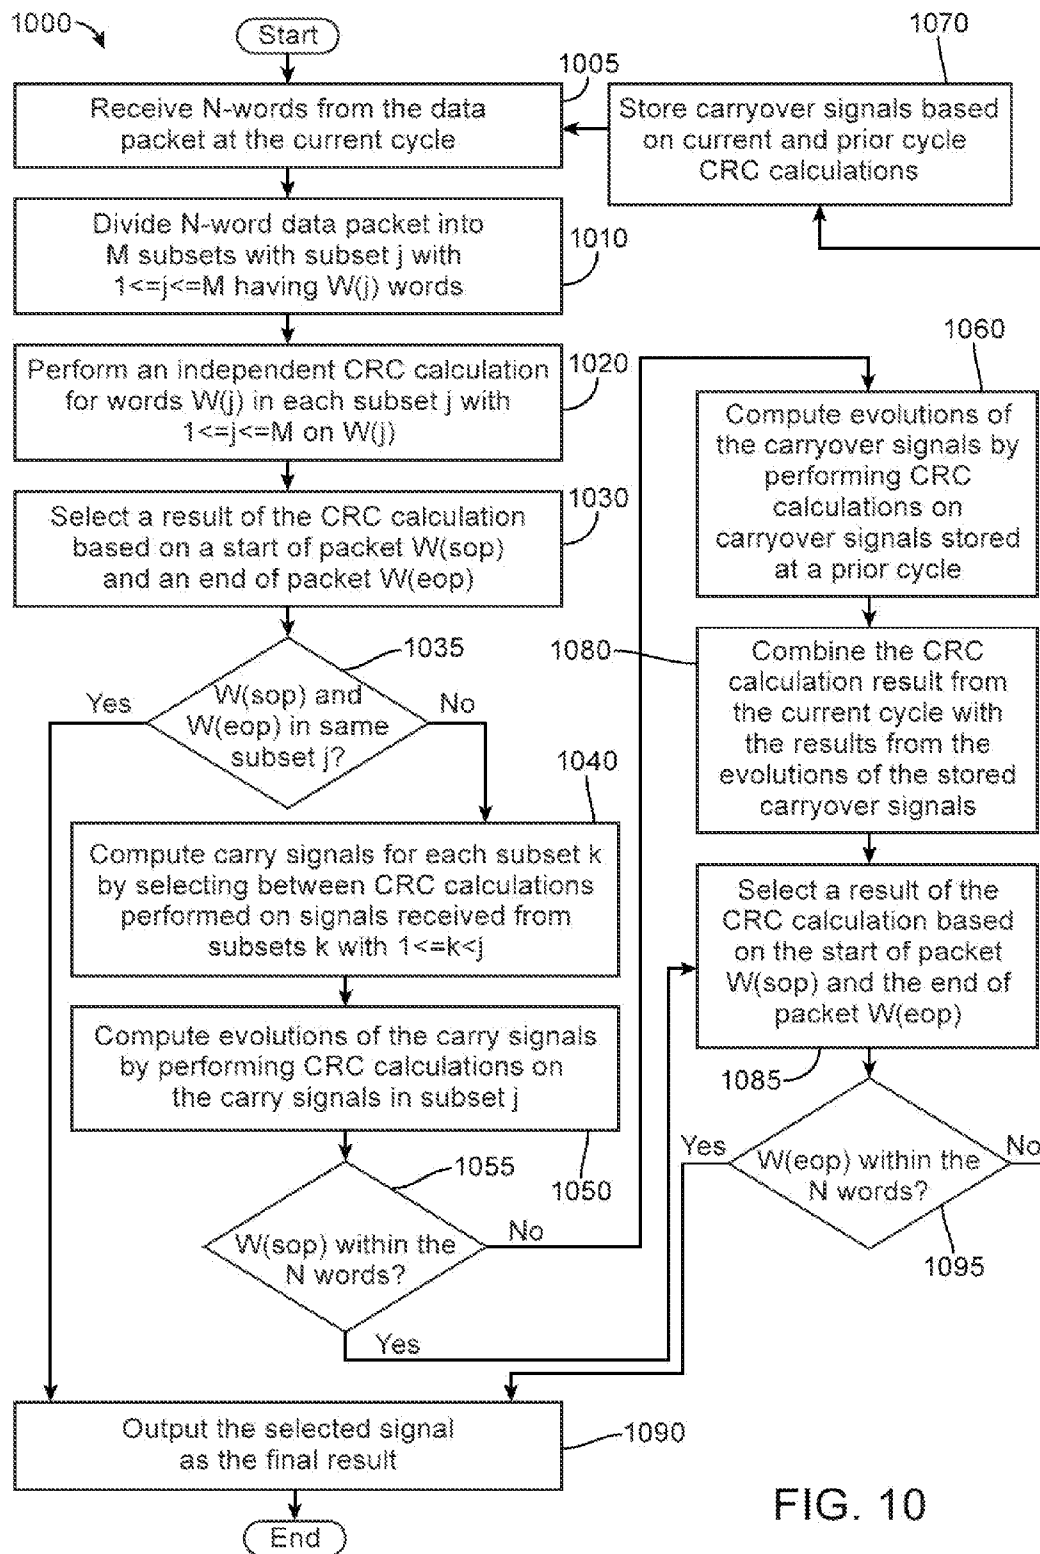 1000
Start
1005
Receive N-words from the data
packet at the current cycle
1070
Store carryover signals based
on current and prior cycle
CRC calculations
Divide N-word data packet into
M subsets with subset j with
1<=j<=M having W(j) words
1010
Perform an independent CRC calculation
for words W(j) in each subset j with
1<=j<=M on W(j)
1020
Select a result of the CRC calculation
based on a start of packet W(sop)
and an end of packet W(eop)
1030
W(sop) and
W(eop) in same
subset j?
1035
Yes
No
1040
Compute carry signals for each subset k
by selecting between CRC calculations
performed on signals received from
subsets k with 1<=k<j
Compute evolutions of the carry signals
by performing CRC calculations on
the carry signals in subset j
1050
1055
W(sop) within the
N words?
No
Yes
1060
Compute evolutions of
the carryover signals by
performing CRC
calculations on
carryover signals stored
at a prior cycle
1080
Combine the CRC
calculation result from
the current cycle with
the results from the
evolutions of the stored
carryover signals
Select a result of the
CRC calculation based
on the start of packet
W(sop) and the end of
packet W(eop)
1085
Yes
No
W(eop) within the
N words?
1095
Output the selected signal
as the final result
1090
End
FIG. 10